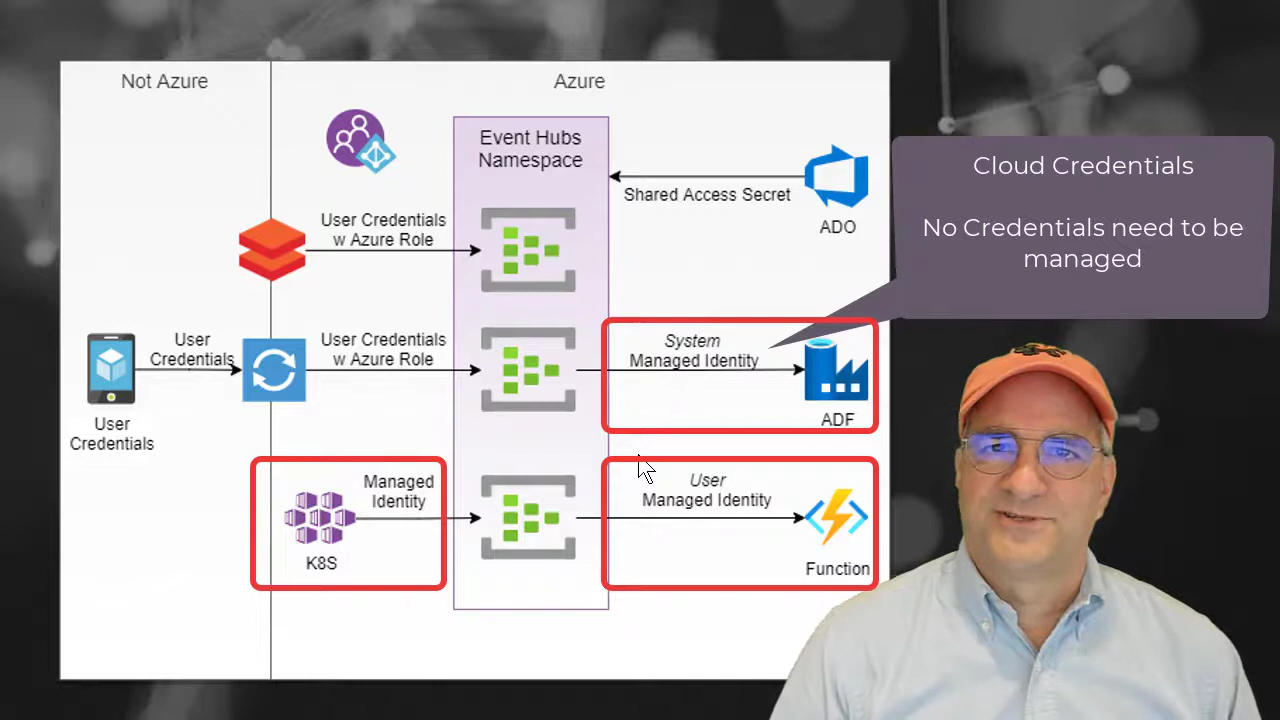 Not Azure
Azure
Event Hubs
Namespace
Shared Access Secret
ADO
User Credentials
w Azure Role
User
Credentials
User Credentials
w Azure Role
System
Managed Identity
ADF
User
Credentials
Managed
Identity
K8S
User
Managed Identity
Function
Cloud Credentials
No Credentials need to be
managed